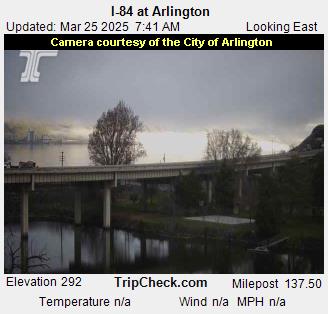 I-84 at Arlington
Updated: Mar 25 2025 7:41 AM Looking East
Camera courtesy of the City of Arlington
Elevation 292 TripCheck.com Milepost 137.50
Temperature n/a Wind n/a MPH n/a